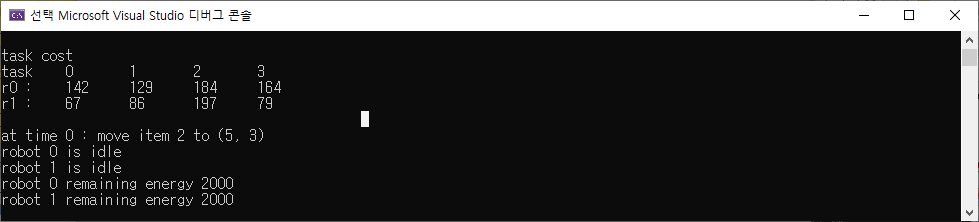 선택 Microsoft Visual Studio 디버그 콘솔
task cost
task 0 1 2 3
r0 : 142 129 184 164
r1 : 67 86 197 79
at time 0 : move item 2 to (5, 3)
robot 0 is idle
robot 1 is idle
robot 0 remaining energy 2000
robot 1 remaining energy 2000